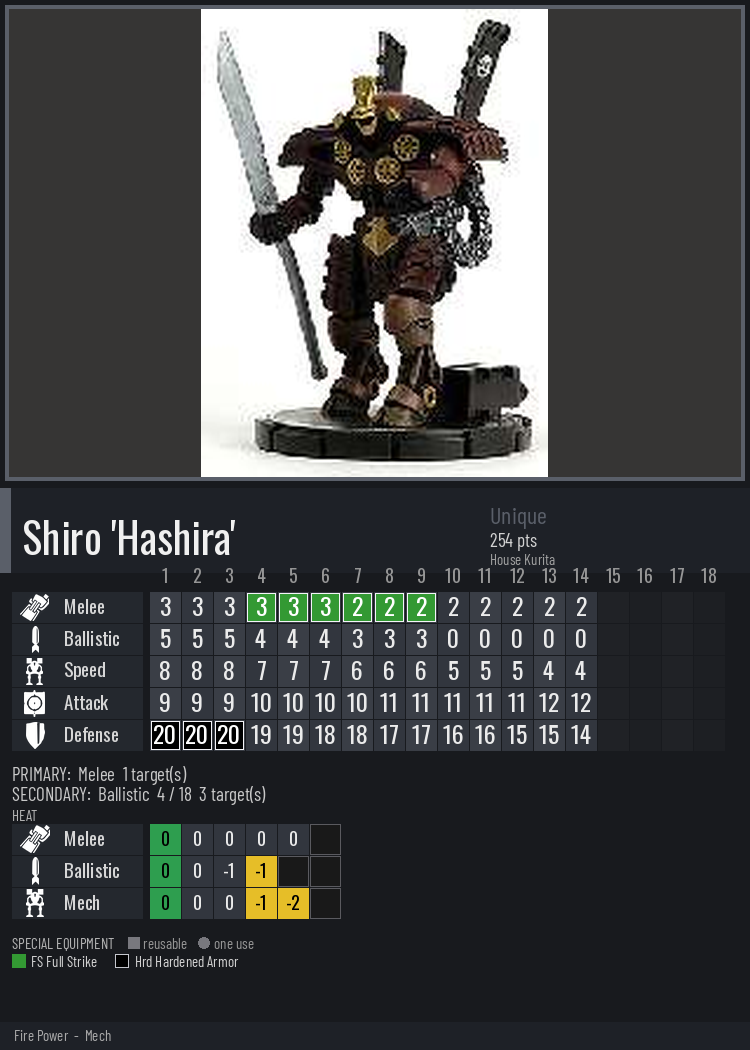 Shiro 'Hashira'
Unique
254 pts
House Kurita
1 2 3 4 5 6 7 8 9 10 11 12 13 14 15 16 17 18
Melee 3 3 3 3 3 3 2 2 2 2 2 2 2 2
Ballistic 5 5 5 4 4 4 3 3 3 0 0 0 0 0
Speed 8 8 8 7 7 7 6 6 6 5 5 5 4 4
Attack 9 9 9 10 10 10 10 11 11 11 11 11 12 12
Defense 20 20 20 19 19 18 18 17 17 16 16 15 15 14
PRIMARY: Melee 1 target(s)
SECONDARY: Ballistic 4 / 18 3 target(s)
HEAT
Melee 0 0 0 0 0
Ballistic 0 0 -1 -1
Mech 0 0 0 -1 -2
SPECIAL EQUIPMENT reusable one use
FS Full Strike Hrd Hardened Armor
Fire Power - Mech